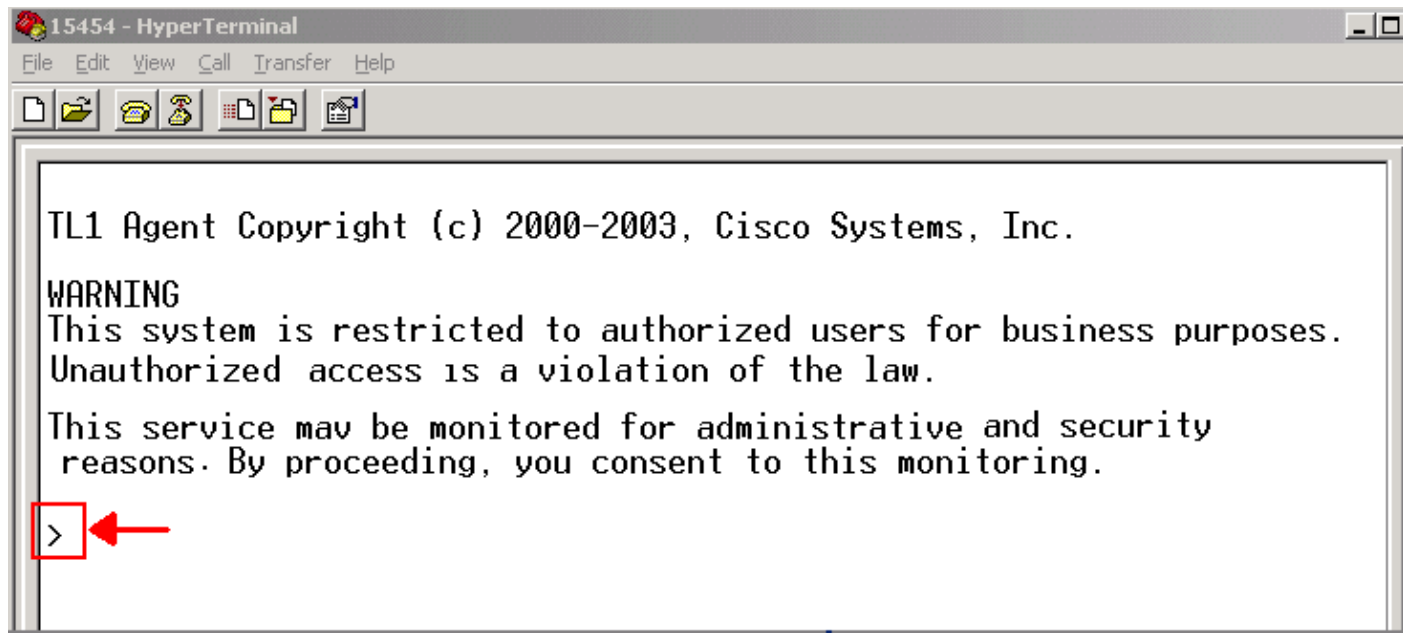 15454 - HyperTerminal
File Edit View Call Transfer Help
TL1 Agent Copyright (c) 2000-2003, Cisco Systems, Inc.
WARNING
This system is restricted to authorized users for business purposes.
Unauthorized access is a violation of the law.
This service may be monitored for administrative and security
reasons. By proceeding, you consent to this monitoring.
>